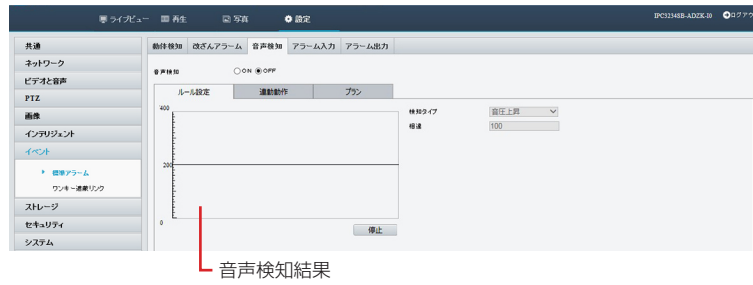 ライブビュー 再生 写真 設定 IPC3234SB-ADZK-I0 ログアウ
共通
ネットワーク
ビデオと音声
PTZ
画像
インテリジェント
イベント
標準アラーム
ワンキー遮蔽リンク
ストレージ
セキュリティ
システム
動体検知 改ざんアラーム 音声検知 アラーム入力 アラーム出力
音声検知 ON OFF
ルール設定 連動動作 プラン
400
200
0
検知タイプ 音圧上昇
相違 100
停止
音声検知結果